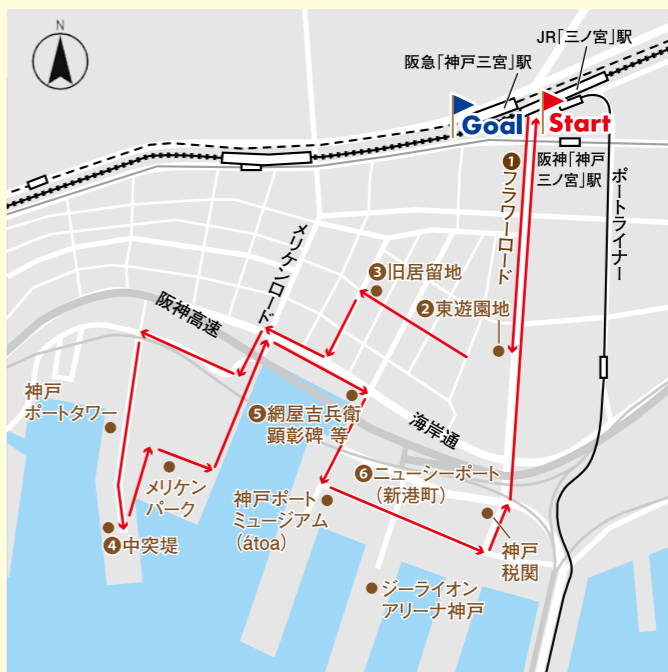 N
JR「三ノ宮」駅
阪急「神戸三宮」駅
Goal
Start
阪神「神戸
三ノ宮」駅
ポートライナー
❶フラワーロード
メリケンロード
❸旧居留地
❷東遊園地
阪神高速
海岸通
神戸
ポートタワー
❺網屋吉兵衛
顕彰碑 等
メリケン
パーク
❹中突堤
神戸ポート
ミュージアム
(átoa)
❻ニューシーポート
(新港町)
神戸
税関
ジーライオン
アリーナ神戸